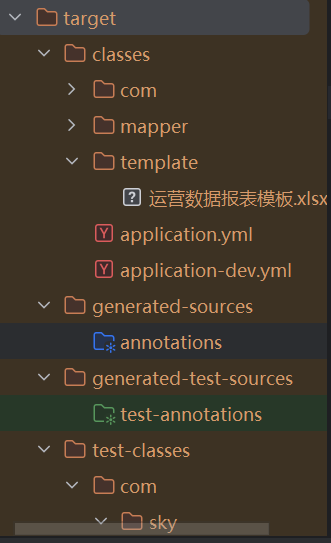 target
classes
com
mapper
template
运营数据报表模板.xlsx
application.yml
application-dev.yml
generated-sources
annotations
generated-test-sources
test-annotations
test-classes
com
sky